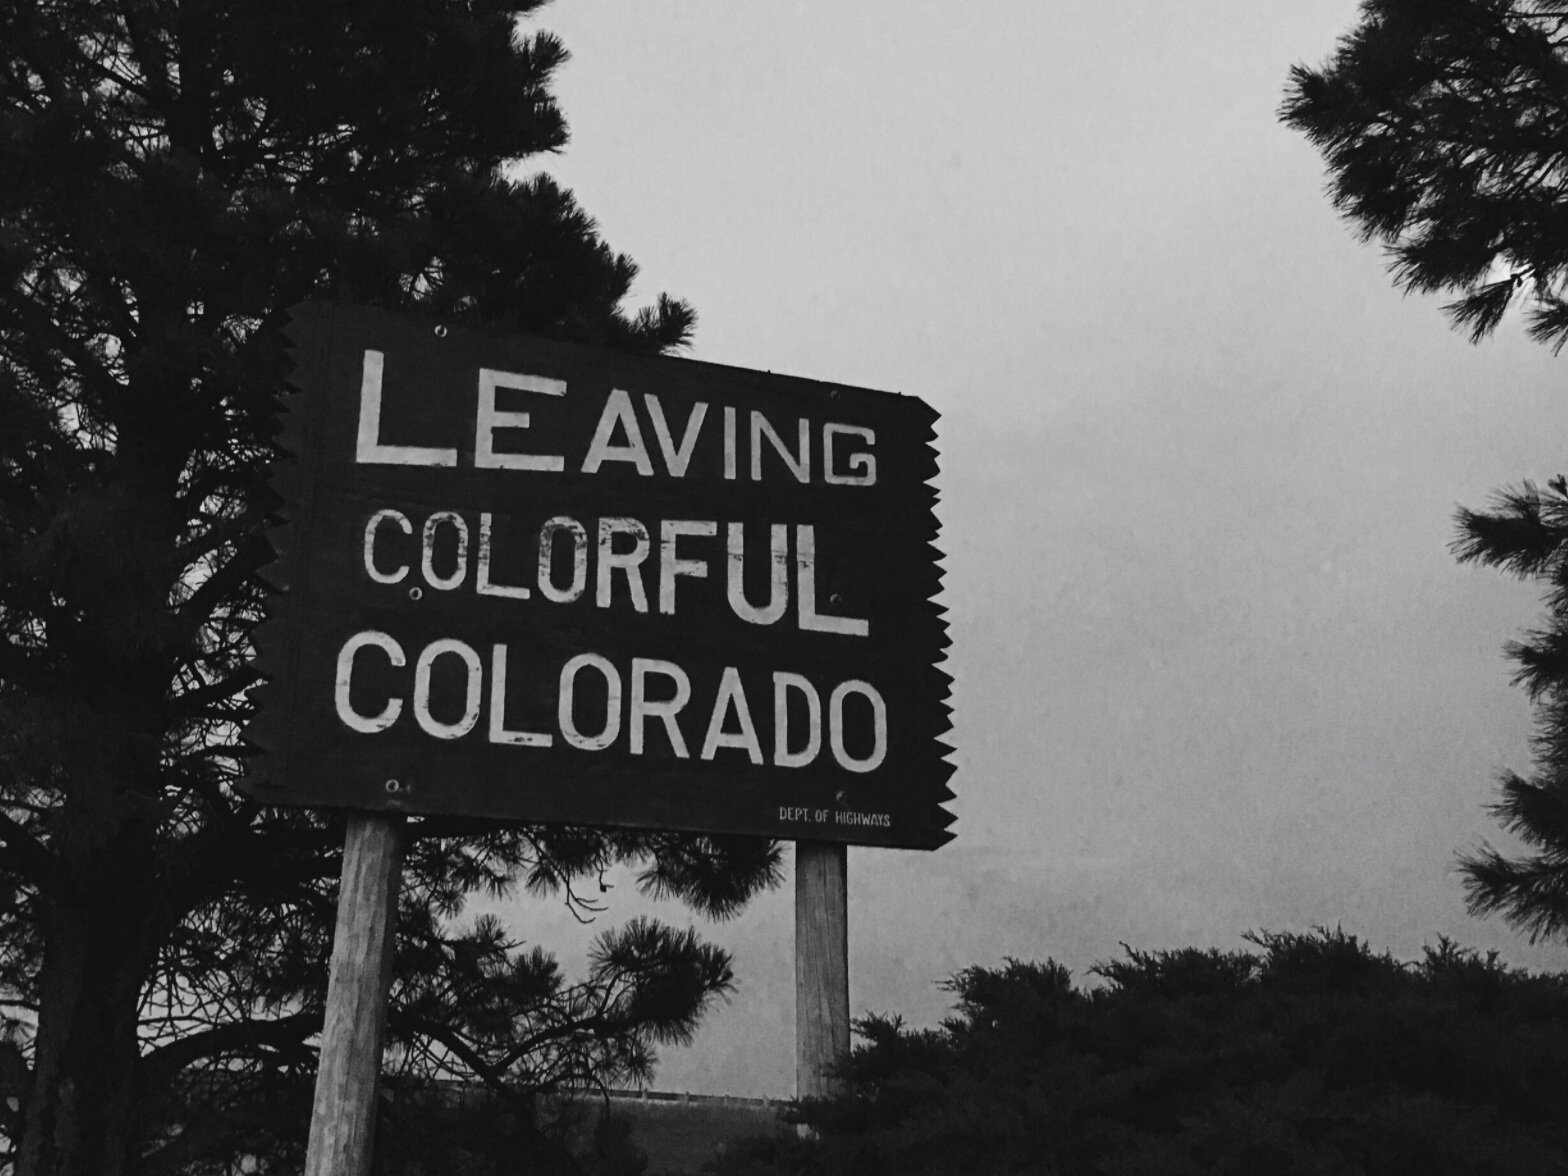 LEAVING
COLORFUL
COLORADO
DEPT. OF HIGHWAYS